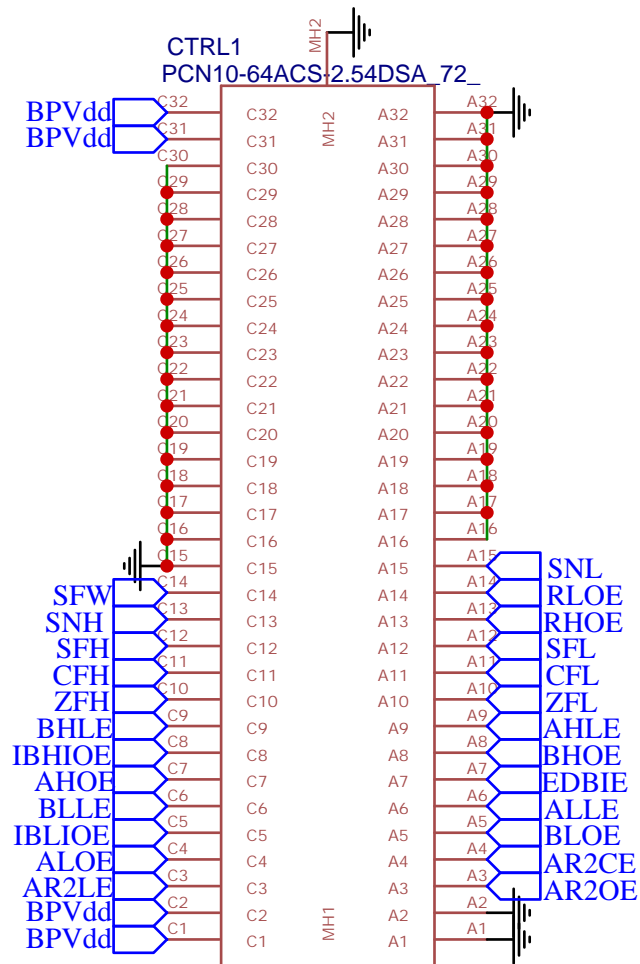 CTRL1
PCN10-64ACS-2.54DSA_72_
MH2
MH2
BPVdd C32 C32 A32 A32
BPVdd C31 C31 A31 A31
C30 C30 A30 A30
C29 C29 A29 A29
C28 C28 A28 A28
C27 C27 A27 A27
C26 C26 A26 A26
C25 C25 A25 A25
C24 C24 A24 A24
C23 C23 A23 A23
C22 C22 A22 A22
C21 C21 A21 A21
C20 C20 A20 A20
C19 C19 A19 A19
C18 C18 A18 A18
C17 C17 A17 A17
C16 C16 A16 A16
C15 C15 A15 A15 SNL
SFW C14 C14 A14 A14 RLOE
SNH C13 C13 A13 A13 RHOE
SFH C12 C12 A12 A12 SFL
CFH C11 C11 A11 A11 CFL
ZFH C10 C10 A10 A10 ZFL
BHLE C9 C9 A9 A9 AHLE
IBHIOE C8 C8 A8 A8 BHOE
AHOE C7 C7 A7 A7 EDBIE
BLLE C6 C6 A6 A6 ALLE
IBLIOE C5 C5 A5 A5 BLOE
ALOE C4 C4 A4 A4 AR2CE
AR2LE C3 C3 A3 A3 AR2OE
BPVdd C2 C2 A2 A2
BPVdd C1 C1 A1 A1
MH1